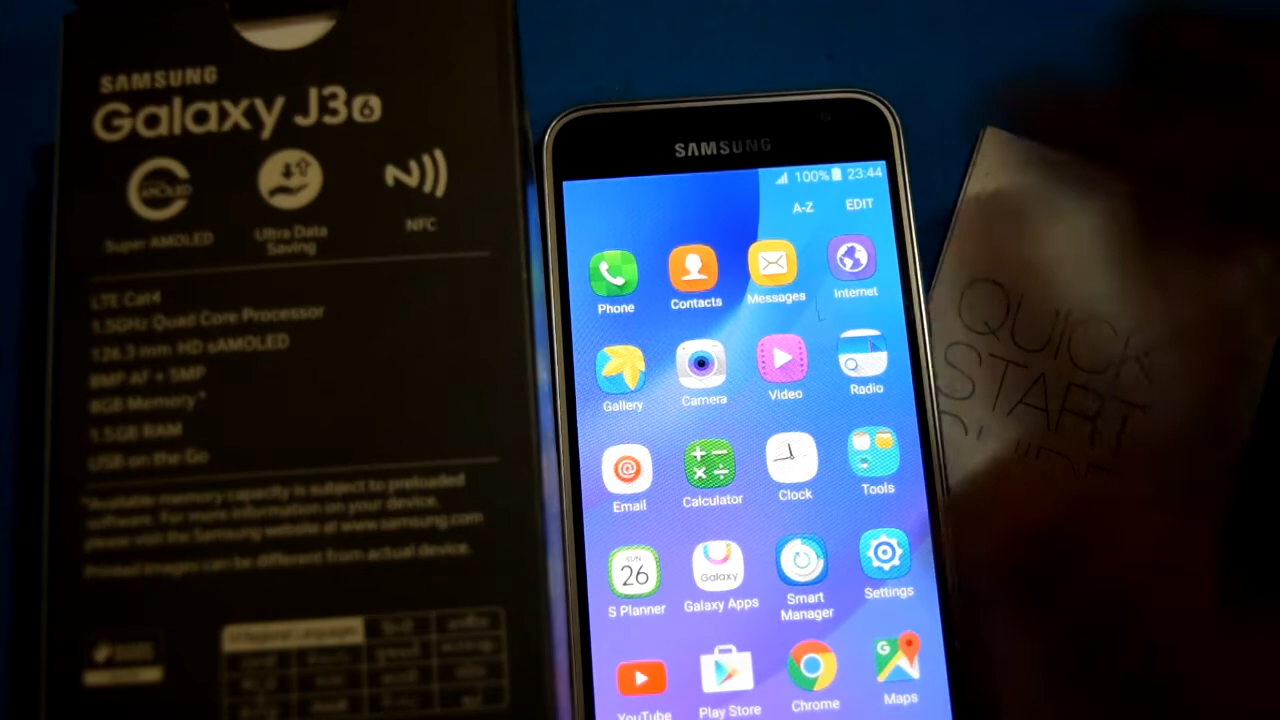 SAMSUNG
Galaxy J36
AMOLED
Super AMOLED
Ultra Data
Saving
NFC
LTE Cat4
1.5GHz Quad Core Processor
126.3 mm HD sAMOLED
8MP AF + 5MP
8GB Memory*
1.5GB RAM
USB on the Go
*Available memory capacity is subject to preloaded
software. For more information on your device,
please visit the Samsung website at www.samsung.com
Printed images can be different from actual device.
SAMSUNG
100% 23:44
A-Z EDIT
Phone Contacts Messages Internet
Gallery Camera Video Radio
Email Calculator Clock Tools
SUN
26
Galaxy
S Planner Galaxy Apps Smart Manager Settings
G
YouTube Play Store Chrome Maps
QUICK
START